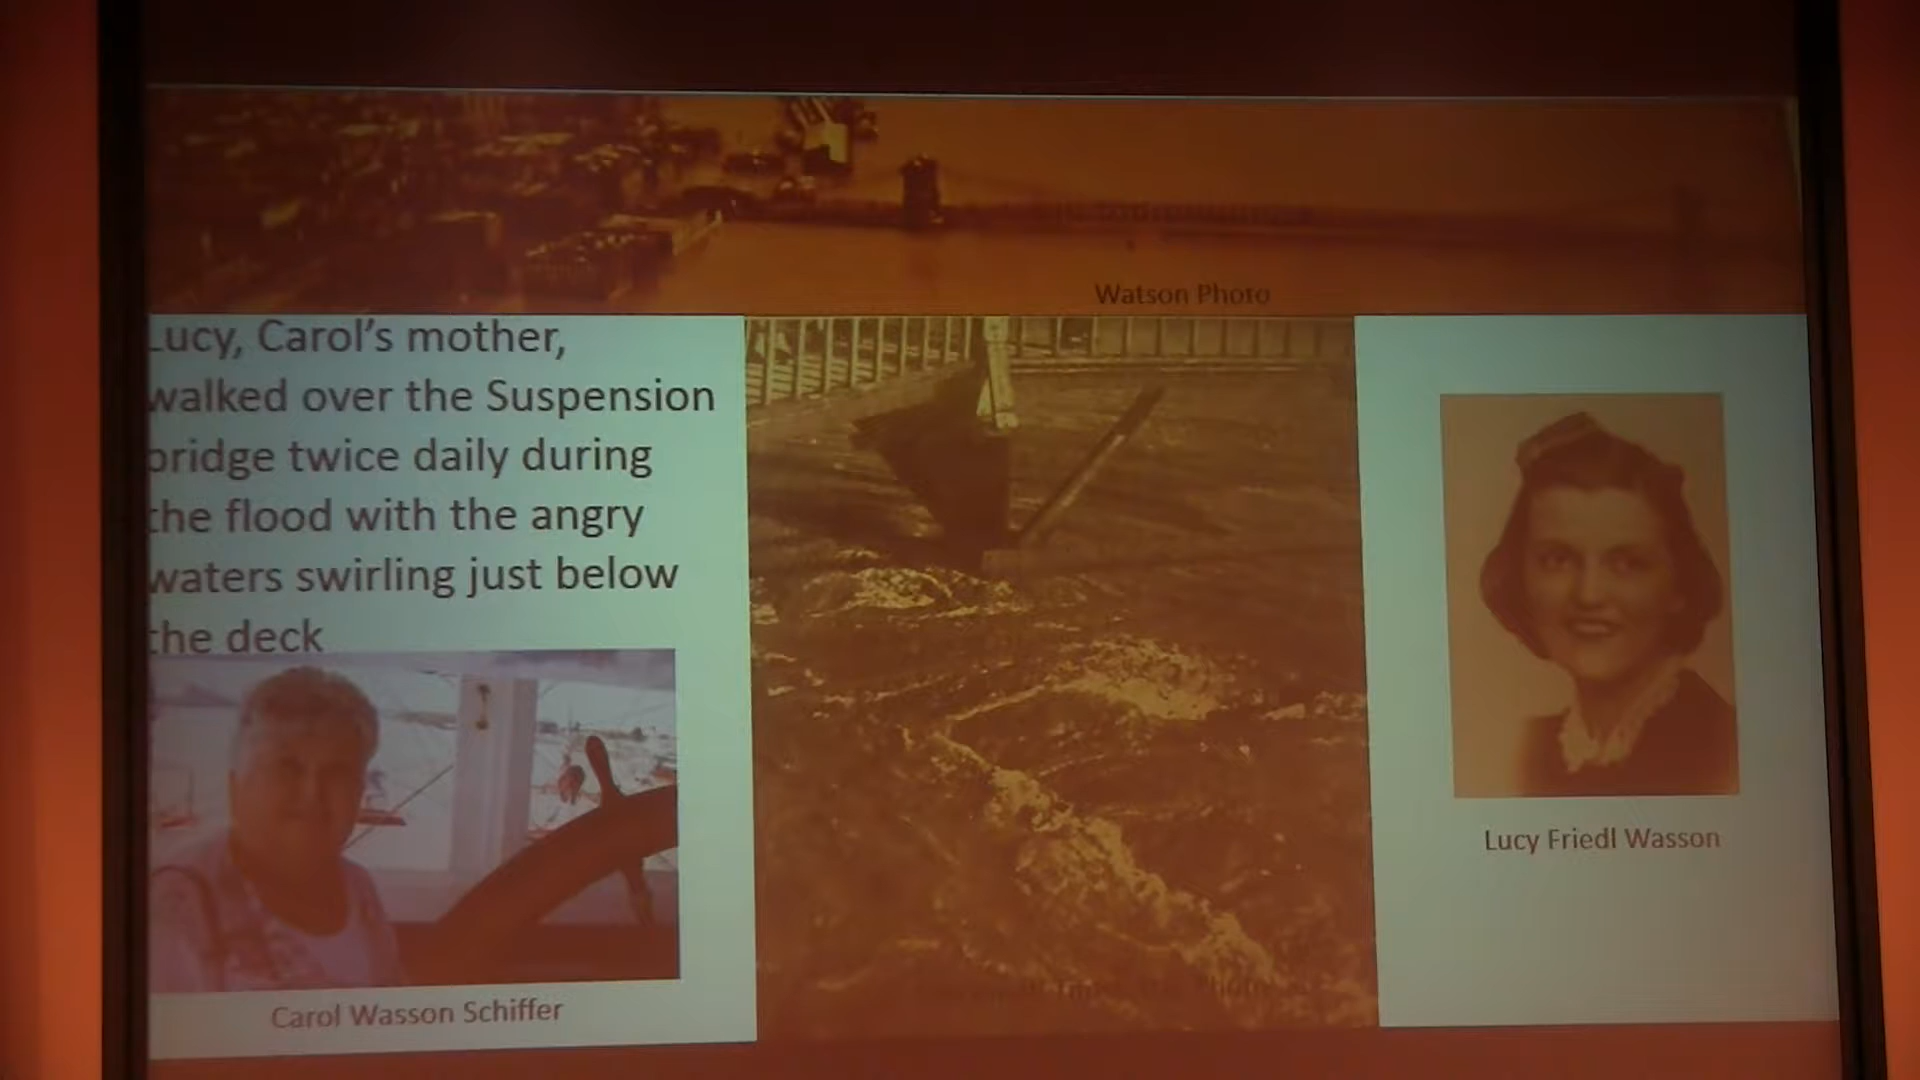 Watson Photo
Lucy, Carol's mother,
walked over the Suspension
bridge twice daily during
the flood with the angry
waters swirling just below
the deck
Lucy Friedl Wasson
Carol Wasson Schiffer